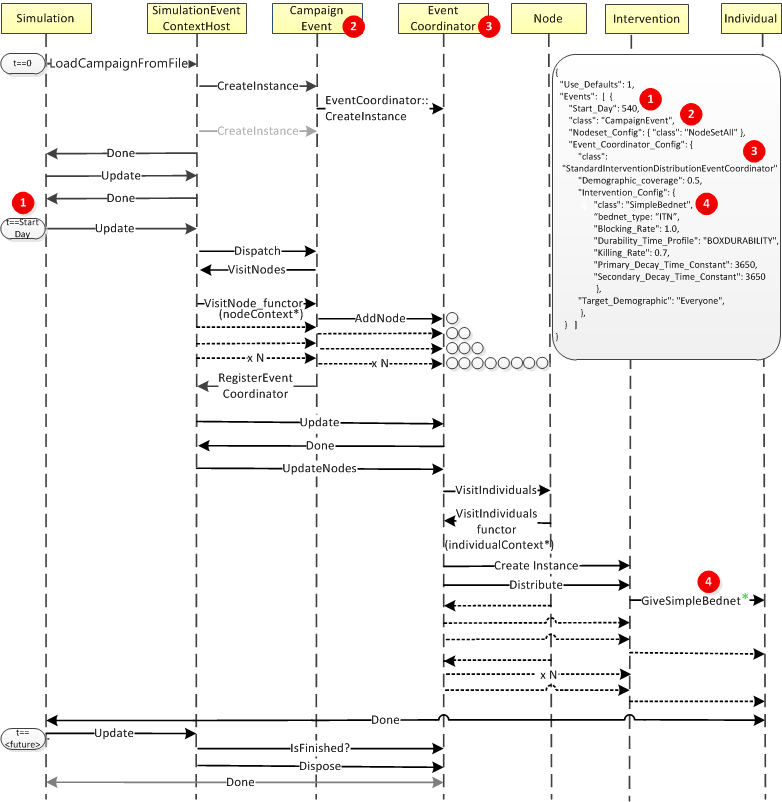 Simulation
SimulationEvent
ContextHost
Campaign
Event
2
Event
Coordinator
3
Node
Intervention
Individual
t==0
LoadCampaignFromFile
CreateInstance
EventCoordinator::
CreateInstance
CreateInstance
Done
Update
Done
1
t==Start
Day
Update
Dispatch
VisitNodes
VisitNode_functor
(nodeContext*)
AddNode
x N
x N
RegisterEvent
Coordinator
Update
Done
UpdateNodes
VisitIndividuals
VisitIndividuals
functor
(individualContext*)
Create Instance
Distribute
4
GiveSimpleBednet*
x N
Done
t==
<future>
Update
IsFinished?
Dispose
Done
{
"Use_Defaults": 1,
"Events": [ {
1
"Start_Day": 540,
2
"class": "CampaignEvent",
"Nodeset_Config": { "class": "NodeSetAll" },
"Event_Coordinator_Config": {
3
"class":
"StandardInterventionDistributionEventCoordinator"
"Demographic_coverage": 0.5,
"Intervention_Config": {
"class": "SimpleBednet",
4
"bednet_type: "ITN",
"Blocking_Rate": 1.0,
"Durability_Time_Profile": "BOXDURABILITY",
"Killing_Rate": 0.7,
"Primary_Decay_Time_Constant": 3650,
"Secondary_Decay_Time_Constant": 3650
},
"Target_Demographic": "Everyone",
},
} ]
}